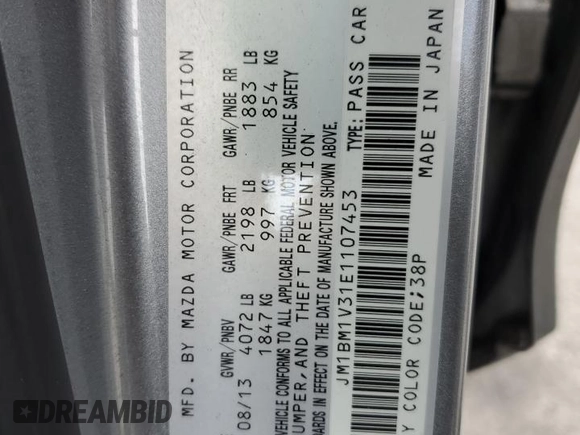 MFD. BY MAZDA MOTOR CORPORATION
GVWR/PNBV GAWR/PNBE FRT GAWR/PNBE RR
08/13 4072 LB 2198 LB 1883 LB
1847 KG 997 KG 854 KG
VEHICLE CONFORMS TO ALL APPLICABLE FEDERAL MOTOR VEHICLE SAFETY
UMPER, AND THEFT PREVENTION
ARDS IN EFFECT ON THE DATE OF MANUFACTURE SHOWN ABOVE.
JM1BM1V31E1107453 TYPE: PASS CAR
Y COLOR CODE;38P MADE IN JAPAN
DREAMBID